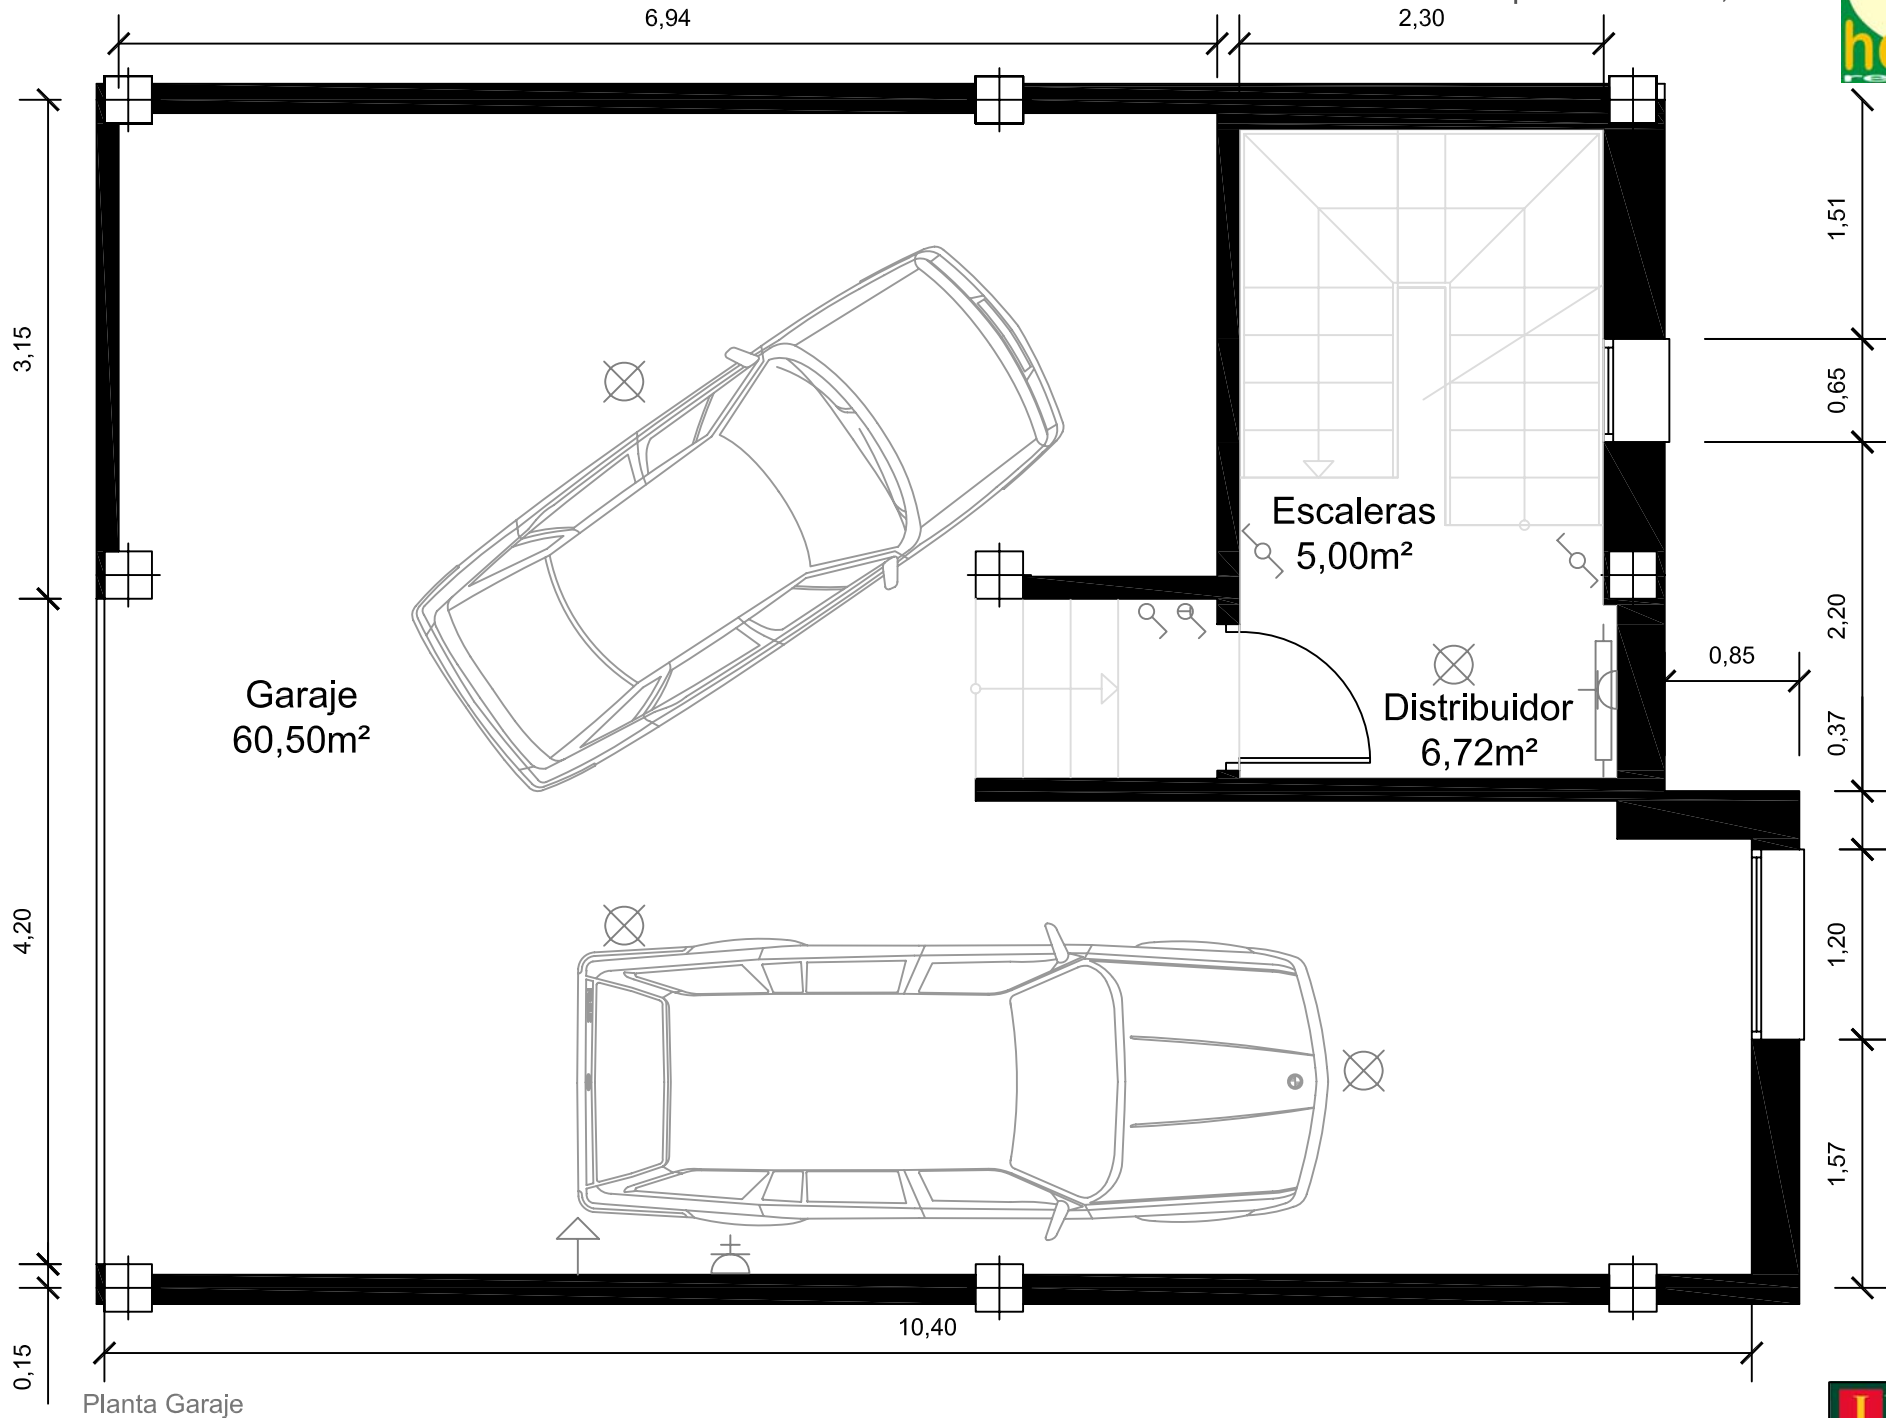 6,94
2,30
1,51
3,15
0,65
Escaleras
5,00m²
2,20
0,85
Garaje
60,50m²
Distribuidor
6,72m²
0,37
4,20
1,20
1,57
10,40
0,15
Planta Garaje